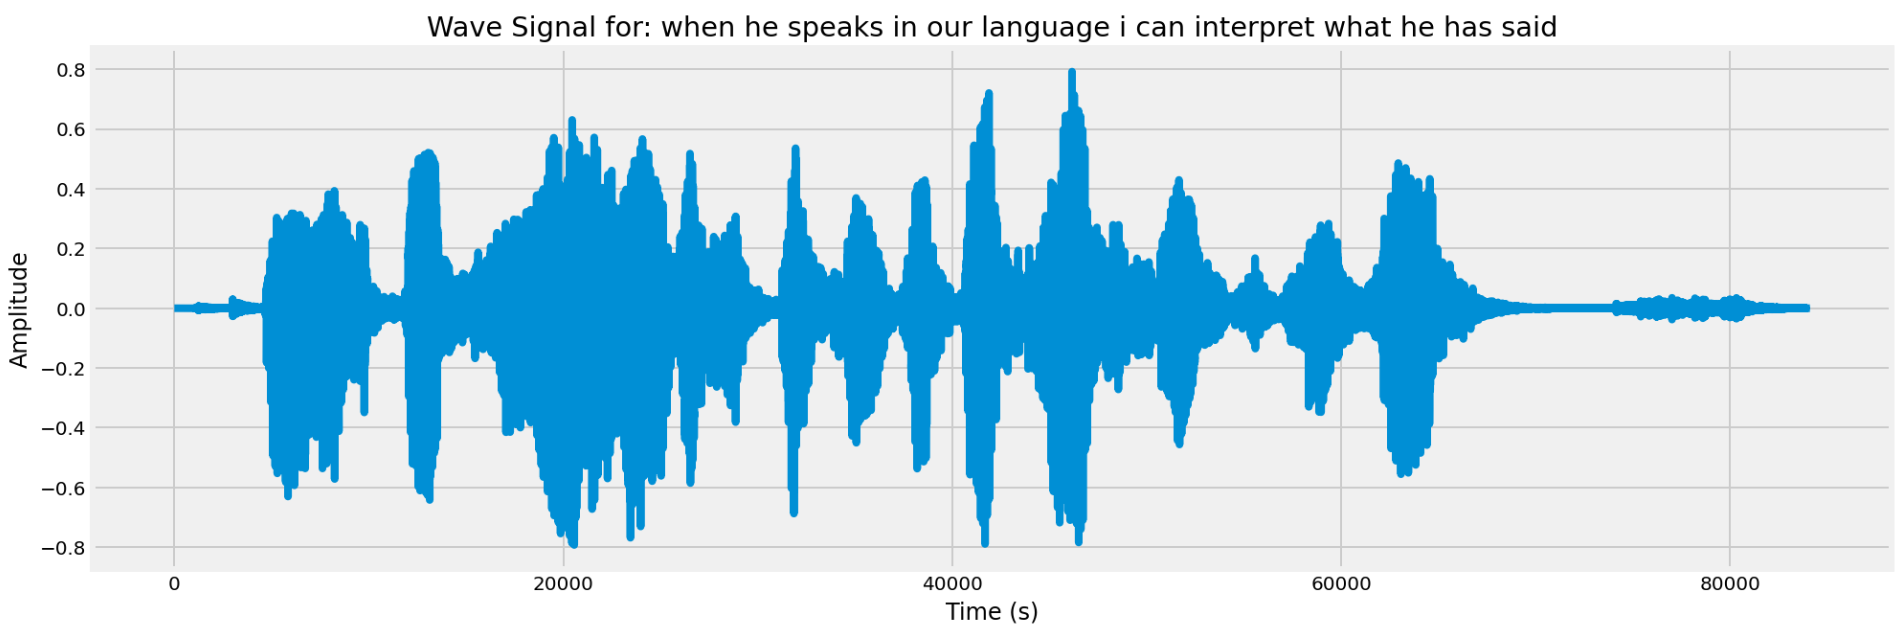 Wave Signal for: when he speaks in our language i can interpret what he has said
0.8
0.6
0.4
0.2
0.0
−0.2
−0.4
−0.6
−0.8
Amplitude
0 20000 40000 60000 80000
Time (s)